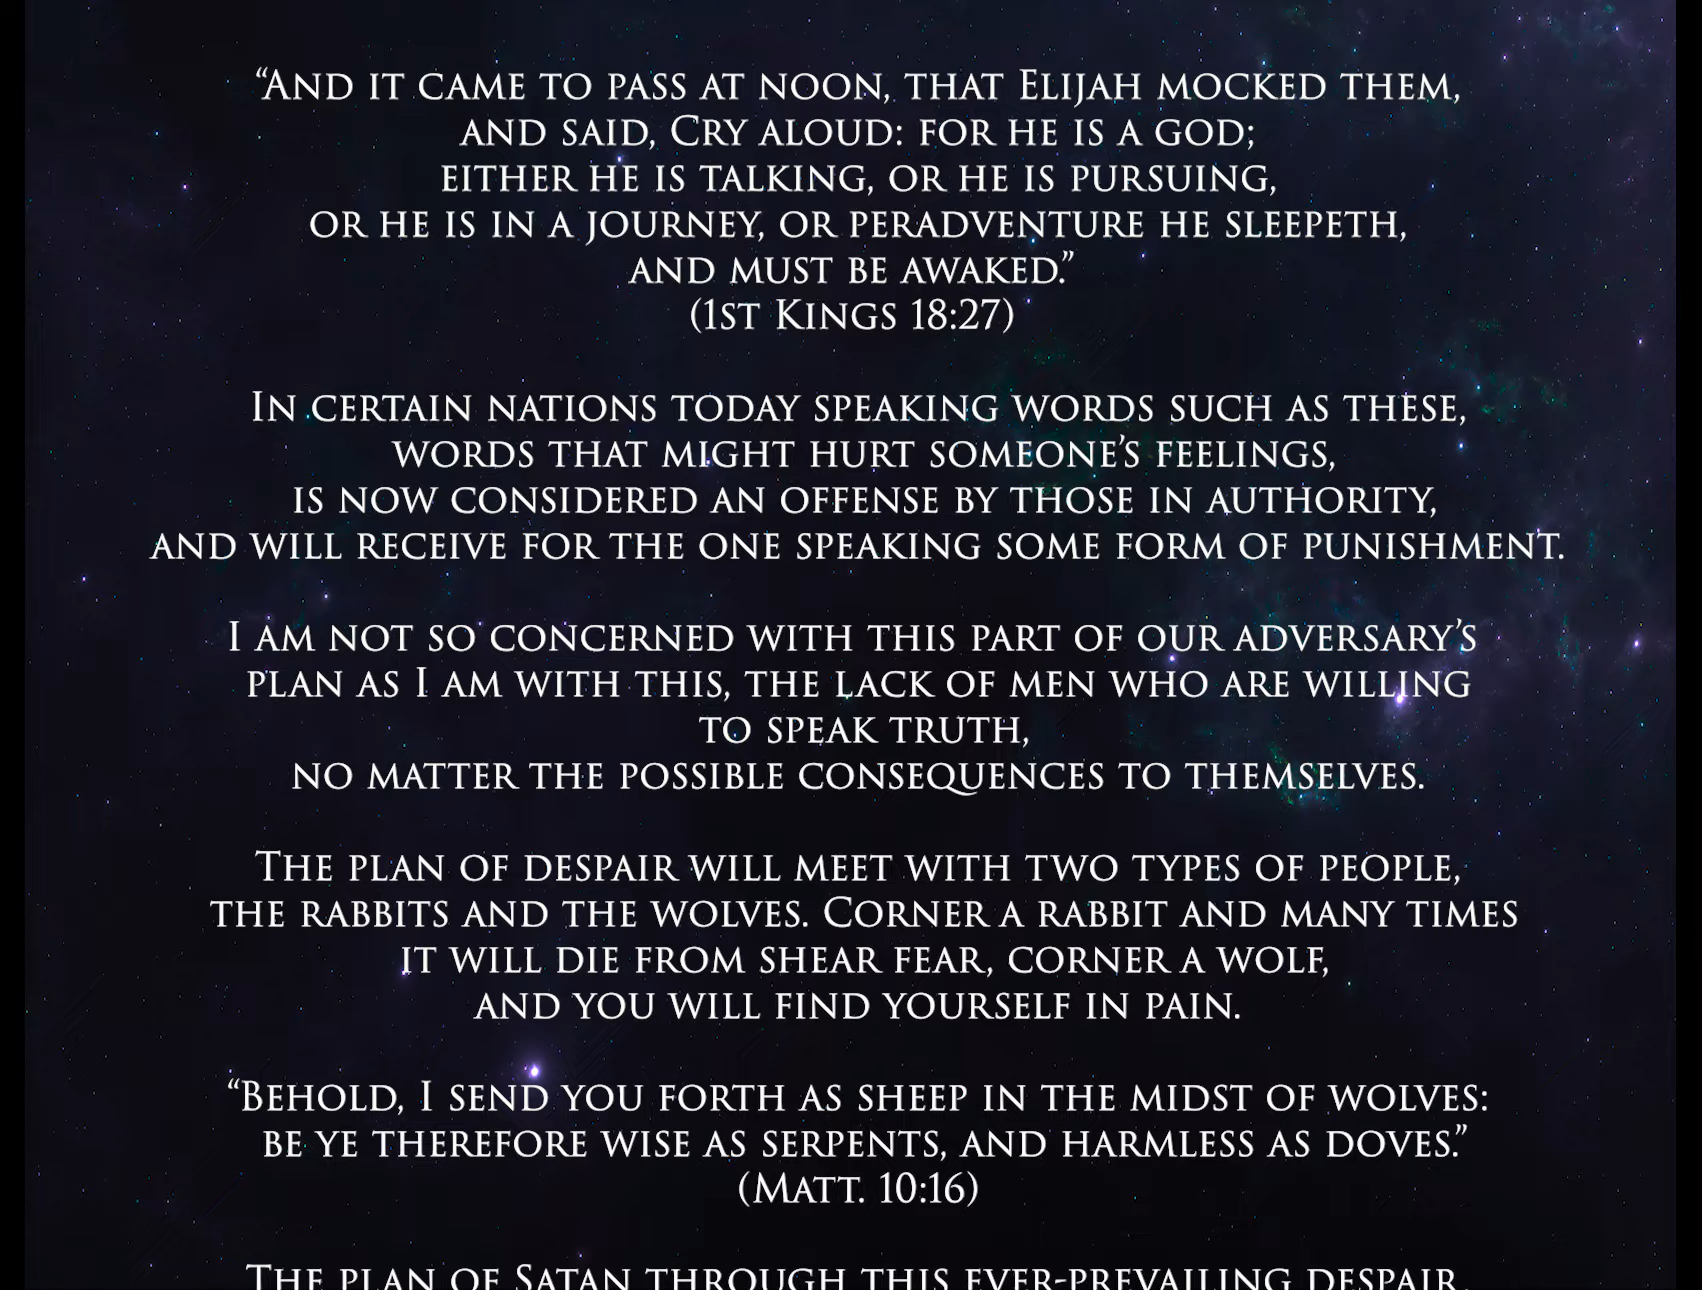 “And it came to pass at noon, that Elijah mocked them,
and said, Cry aloud: for he is a god;
either he is talking, or he is pursuing,
or he is in a journey, or peradventure he sleepeth,
and must be awaked.”
(1st Kings 18:27)
In certain nations today speaking words such as these,
words that might hurt someone’s feelings,
is now considered an offense by those in authority,
and will receive for the one speaking some form of punishment.
I am not so concerned with this part of our adversary’s
plan as I am with this, the lack of men who are willing
to speak truth,
no matter the possible consequences to themselves.
The plan of despair will meet with two types of people,
the rabbits and the wolves. Corner a rabbit and many times
it will die from shear fear, corner a wolf,
and you will find yourself in pain.
“Behold, I send you forth as sheep in the midst of wolves:
be ye therefore wise as serpents, and harmless as doves.”
(Matt. 10:16)
The plan of Satan through this ever-prevailing despair,